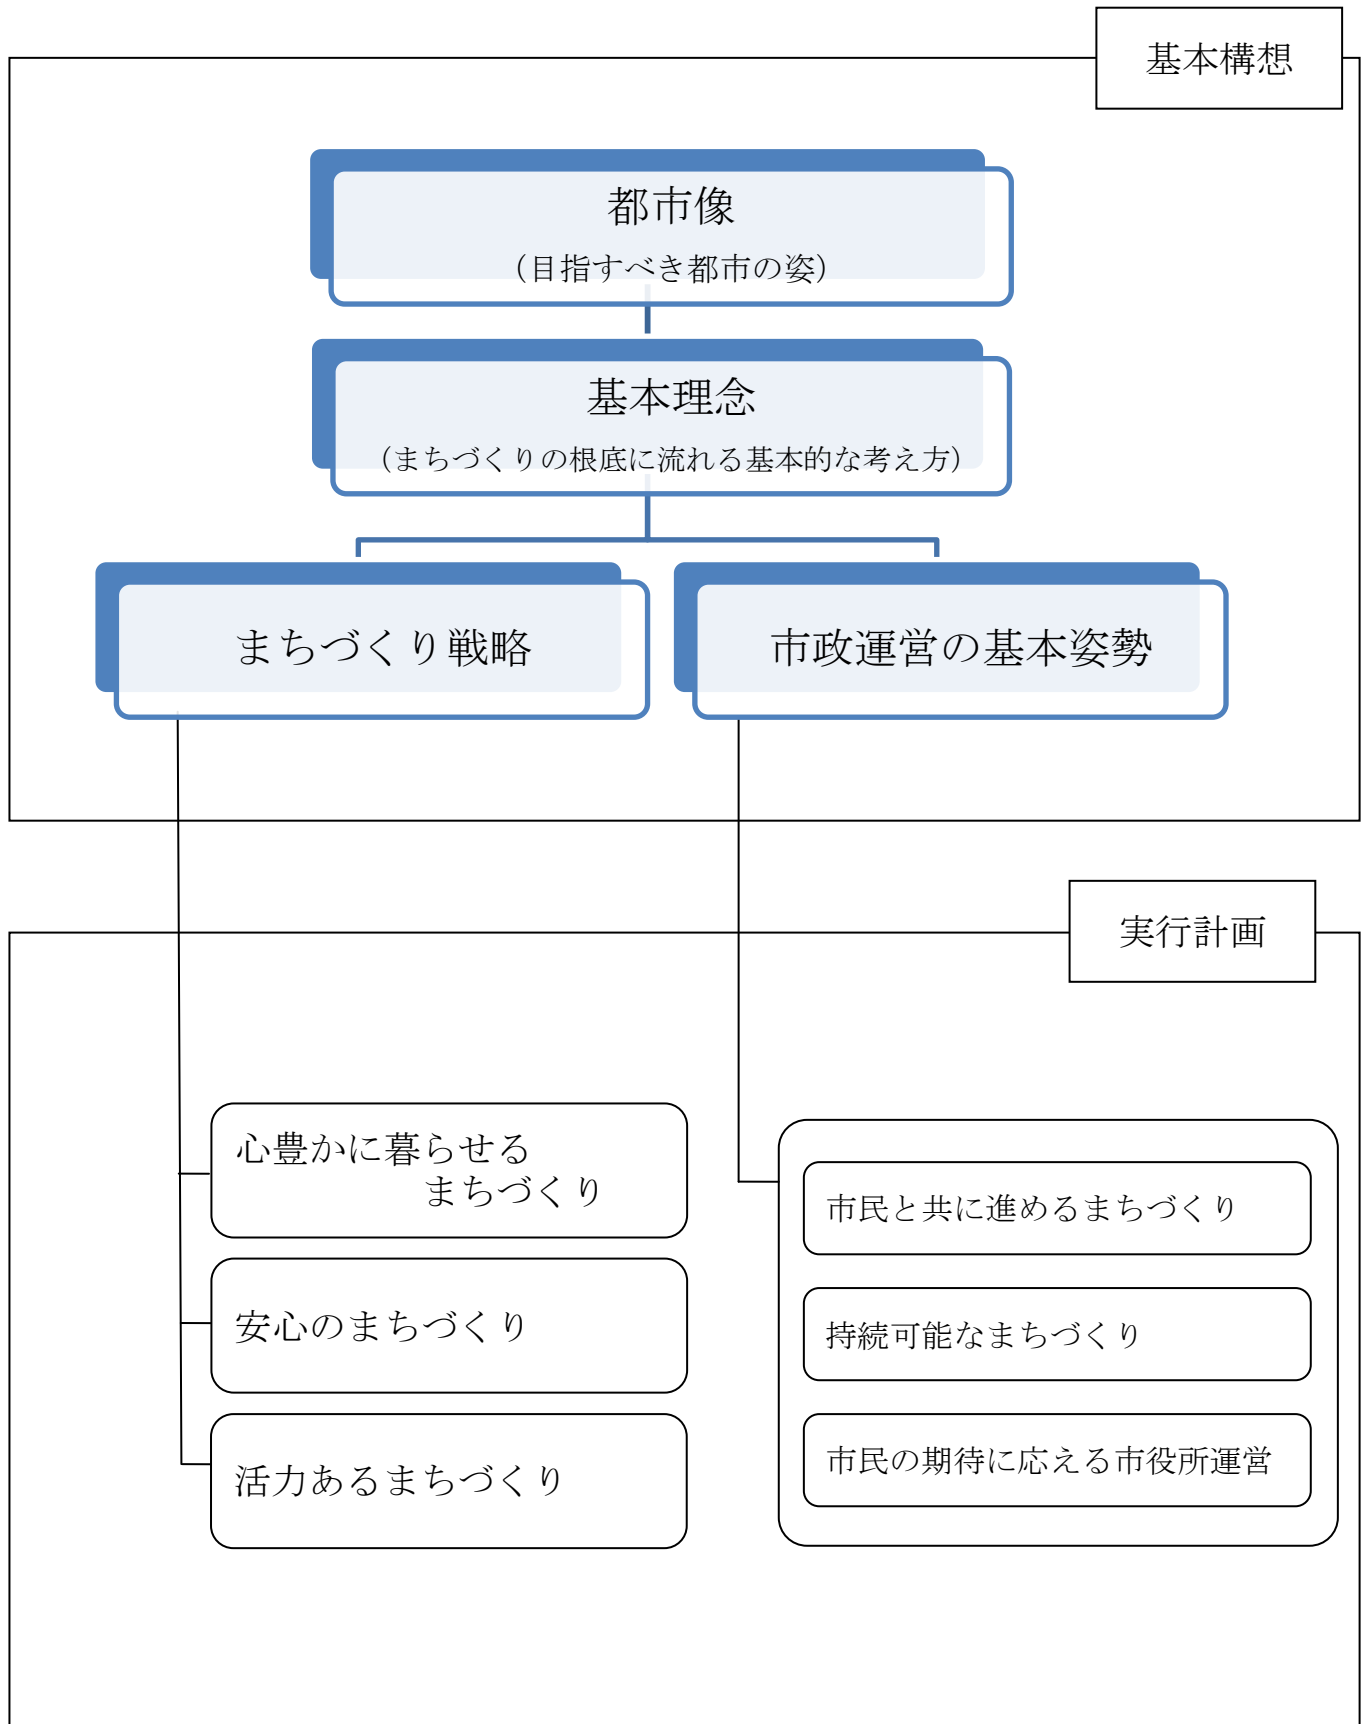 基本構想
都市像
（目指すべき都市の姿）
基本理念
（まちづくりの根底に流れる基本的な考え方）
まちづくり戦略
市政運営の基本姿勢
実行計画
心豊かに暮らせる
まちづくり
安心のまちづくり
活力あるまちづくり
市民と共に進めるまちづくり
持続可能なまちづくり
市民の期待に応える市役所運営